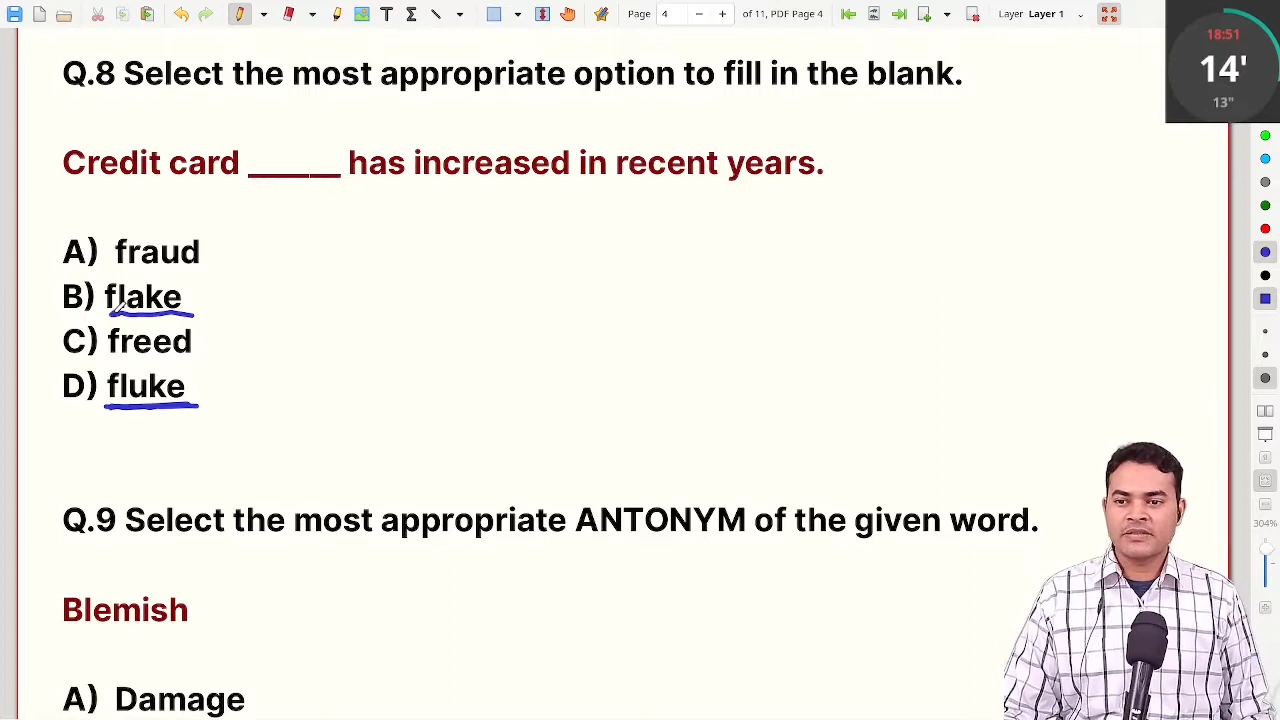 Page 4 of 11, PDF Page 4 Layer Layer 1
18:51
14'
13"
Q.8 Select the most appropriate option to fill in the blank.
Credit card ______ has increased in recent years.
A) fraud
B) flake
C) freed
D) fluke
Q.9 Select the most appropriate ANTONYM of the given word.
304%
Blemish
A) Damage